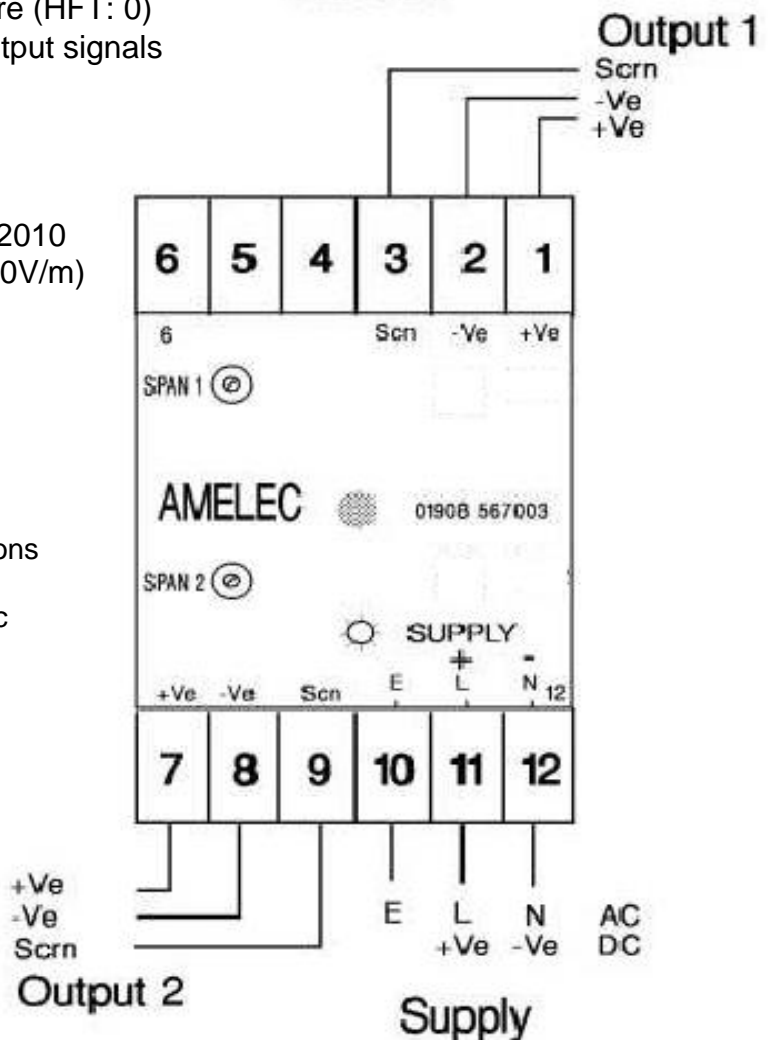 re (HFT: 0)
tput signals
2010
0V/m)
ons
c
Output 1
Scrn
-Ve
+Ve
6 5 4 3 2 1
6 Scn -Ve +Ve
SPAN 1
AMELEC 01908 567003
SPAN 2
SUPPLY
+ -
+Ve -Ve Scn E L N 12
7 8 9 10 11 12
+Ve
-Ve
Scrn
Output 2
E L N AC
+Ve -Ve DC
Supply